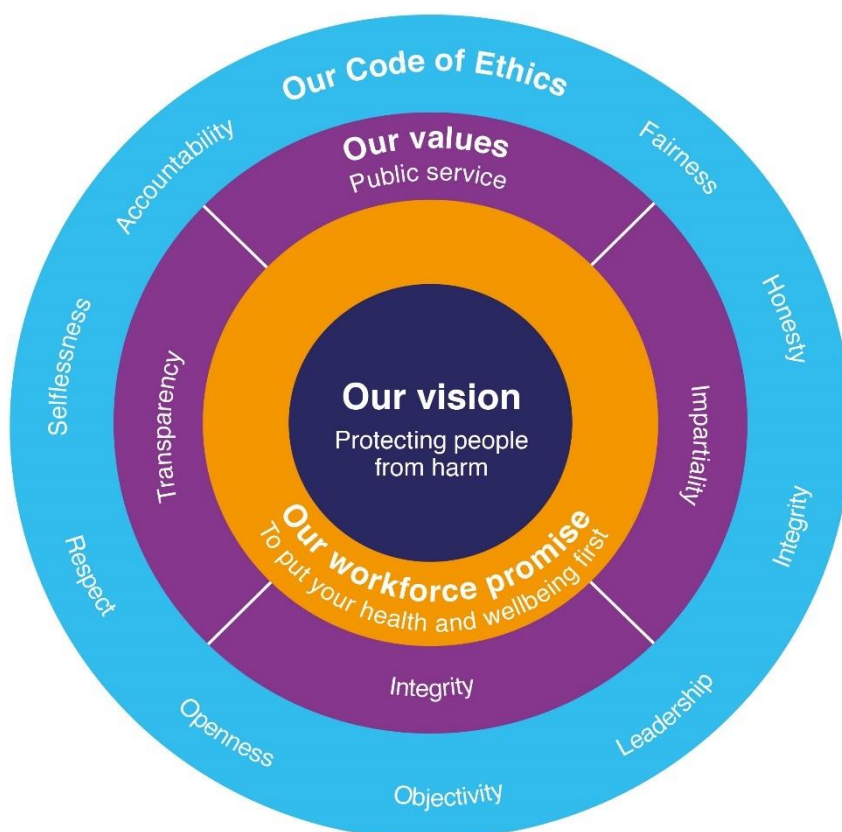 Our Code of Ethics
Fairness
Honesty
Integrity
Leadership
Objectivity
Openness
Respect
Selflessness
Accountability
Our values
Public service
Impartiality
Integrity
Transparency
Our vision
Protecting people
from harm
Our workforce promise
To put your health and wellbeing first